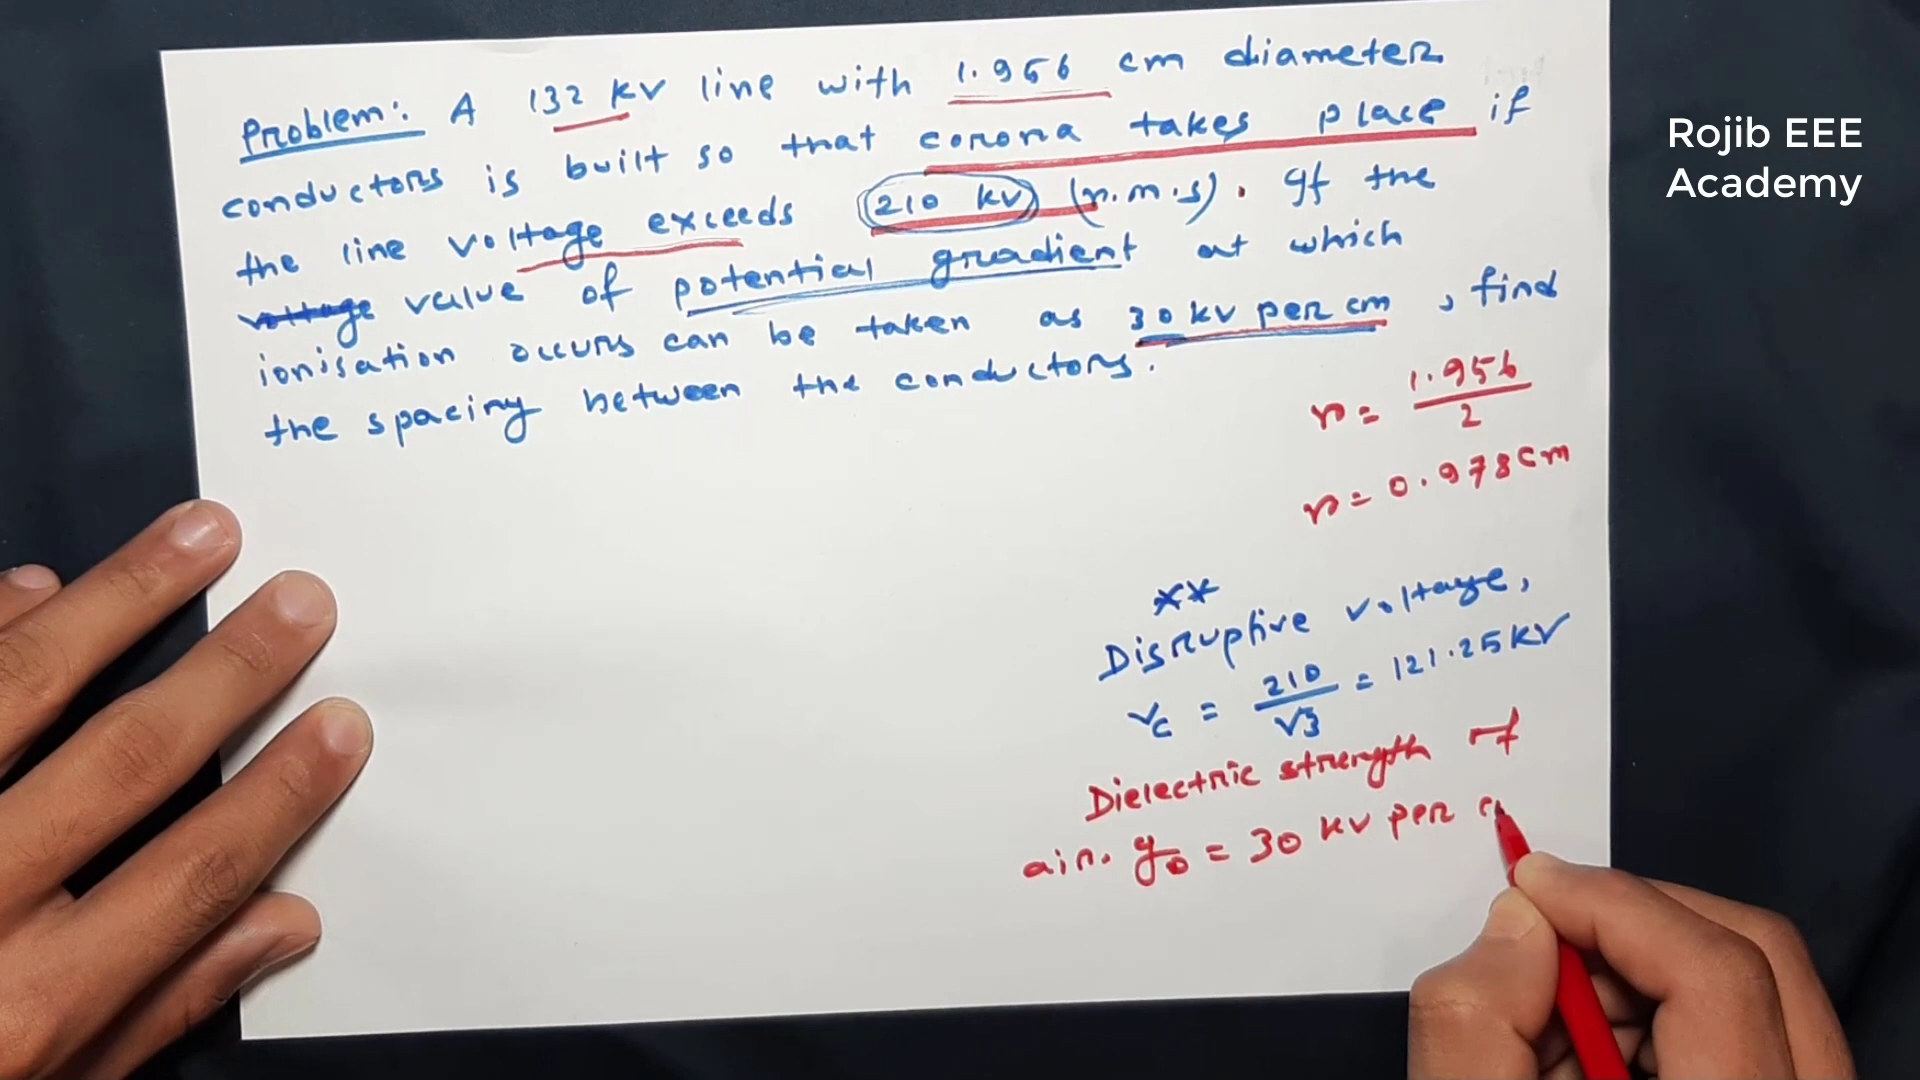 Problem: A 132 kV line with 1.956 cm diameter
conductors is built so that corona takes place if
the line voltage exceeds 210 kV (r.m.s). If the
voltage value of potential gradient at which
ionisation occurs can be taken as 30 kV per cm, find
the spacing between the conductors.
r = 1.956 / 2
r = 0.978 cm
**
Disruptive voltage,
Vc = 210 / √3 = 121.25 kV
Dielectric strength of
air. g0 = 30 kV per
Rojib EEE
Academy